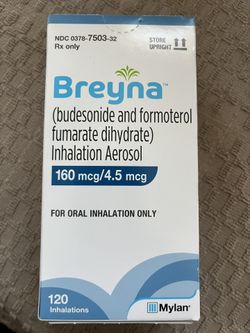 NDC 0378-7503-32
Rx only
STORE
UPRIGHT
Breyna™
(budesonide and formoterol
fumarate dihydrate)
Inhalation Aerosol
160 mcg/4.5 mcg
FOR ORAL INHALATION ONLY
120
Inhalations
Mylan®